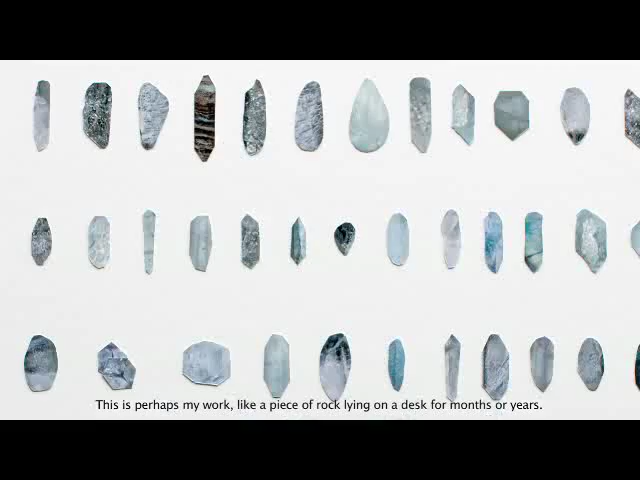 This is perhaps my work, like a piece of rock lying on a desk for months or years.